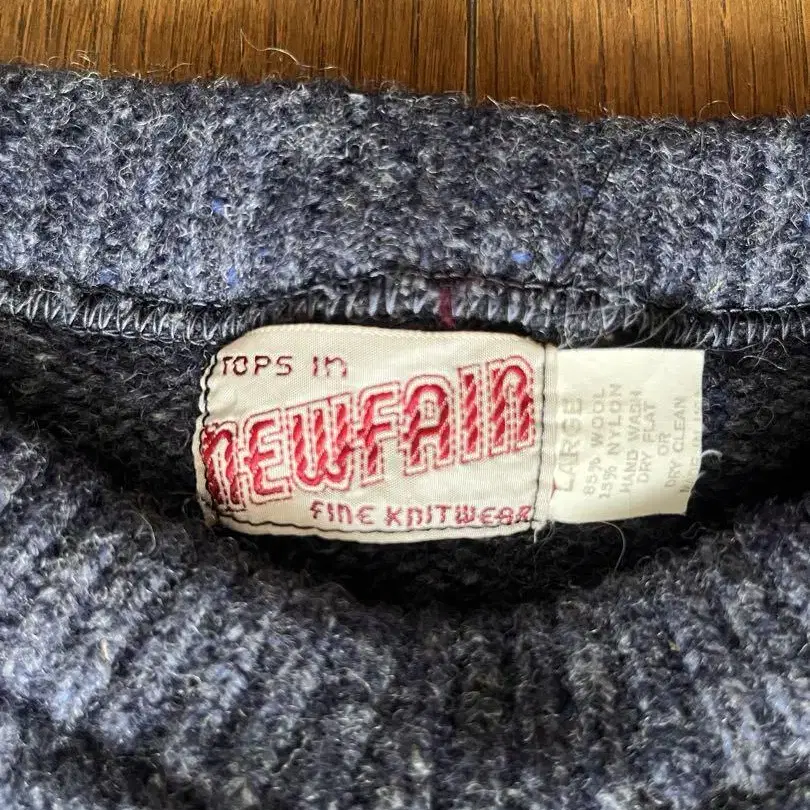 TOPS IN
NEWFAIR
FINE KNITWEAR
LARGE
85% WOOL
15% NYLON
HAND WASH
DRY FLAT
OR
DRY CLEAN